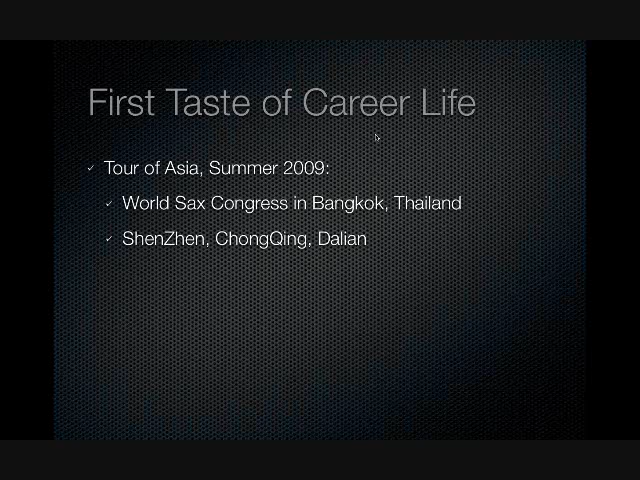 First Taste of Career Life
Tour of Asia, Summer 2009:
World Sax Congress in Bangkok, Thailand
ShenZhen, ChongQing, Dalian